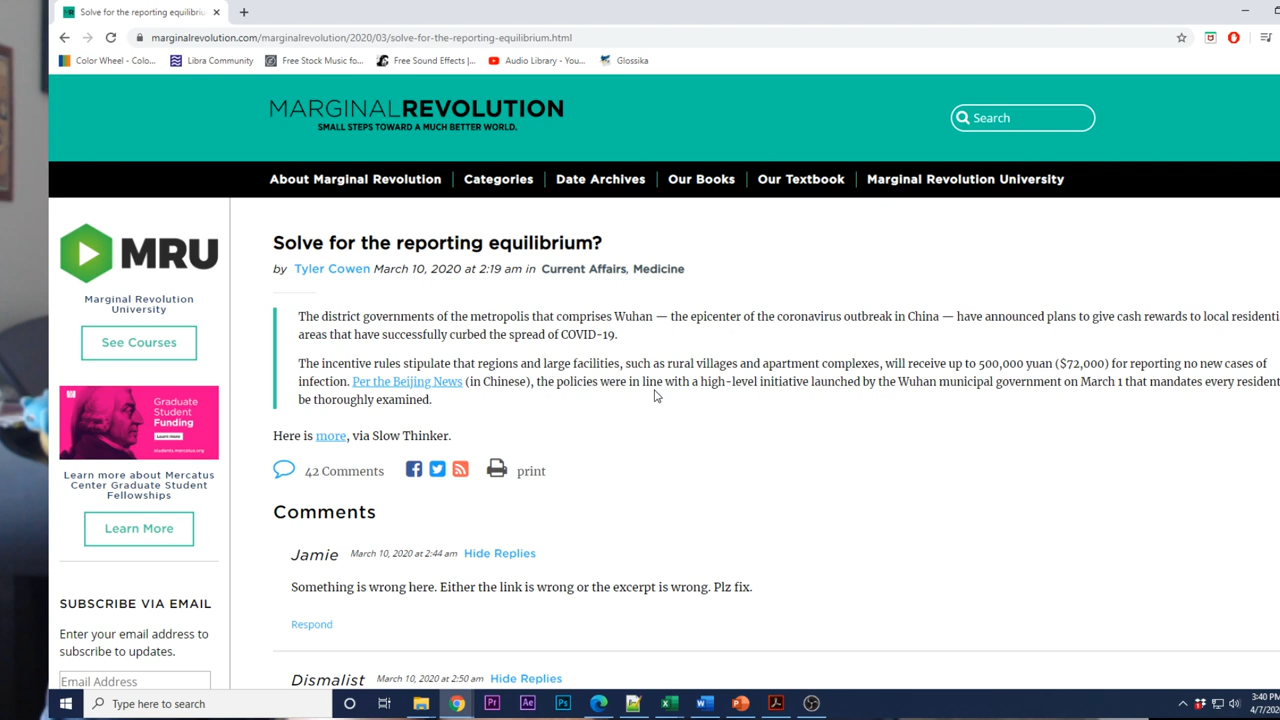 Solve for the reporting equilibriu
marginalrevolution.com/marginalrevolution/2020/03/solve-for-the-reporting-equilibrium.html
Color Wheel - Colo... Libra Community Free Stock Music fo... Free Sound Effects |... Audio Library - You... Glossika
MARGINALREVOLUTION
SMALL STEPS TOWARD A MUCH BETTER WORLD.
Search
About Marginal Revolution Categories Date Archives Our Books Our Textbook Marginal Revolution University
MRU
Marginal Revolution
University
See Courses
Graduate
Student
Funding
Learn more
students.mercatus.org
Learn more about Mercatus
Center Graduate Student
Fellowships
Learn More
SUBSCRIBE VIA EMAIL
Enter your email address to
subscribe to updates.
Email Address
Solve for the reporting equilibrium?
by Tyler Cowen March 10, 2020 at 2:19 am in Current Affairs, Medicine
The district governments of the metropolis that comprises Wuhan — the epicenter of the coronavirus outbreak in China — have announced plans to give cash rewards to local residenti
areas that have successfully curbed the spread of COVID-19.
The incentive rules stipulate that regions and large facilities, such as rural villages and apartment complexes, will receive up to 500,000 yuan ($72,000) for reporting no new cases of
infection. Per the Beijing News (in Chinese), the policies were in line with a high-level initiative launched by the Wuhan municipal government on March 1 that mandates every resident
be thoroughly examined.
Here is more, via Slow Thinker.
42 Comments print
Comments
Jamie March 10, 2020 at 2:44 am Hide Replies
Something is wrong here. Either the link is wrong or the excerpt is wrong. Plz fix.
Respond
Dismalist March 10, 2020 at 2:50 am Hide Replies
Type here to search
3:40 PM
4/7/202